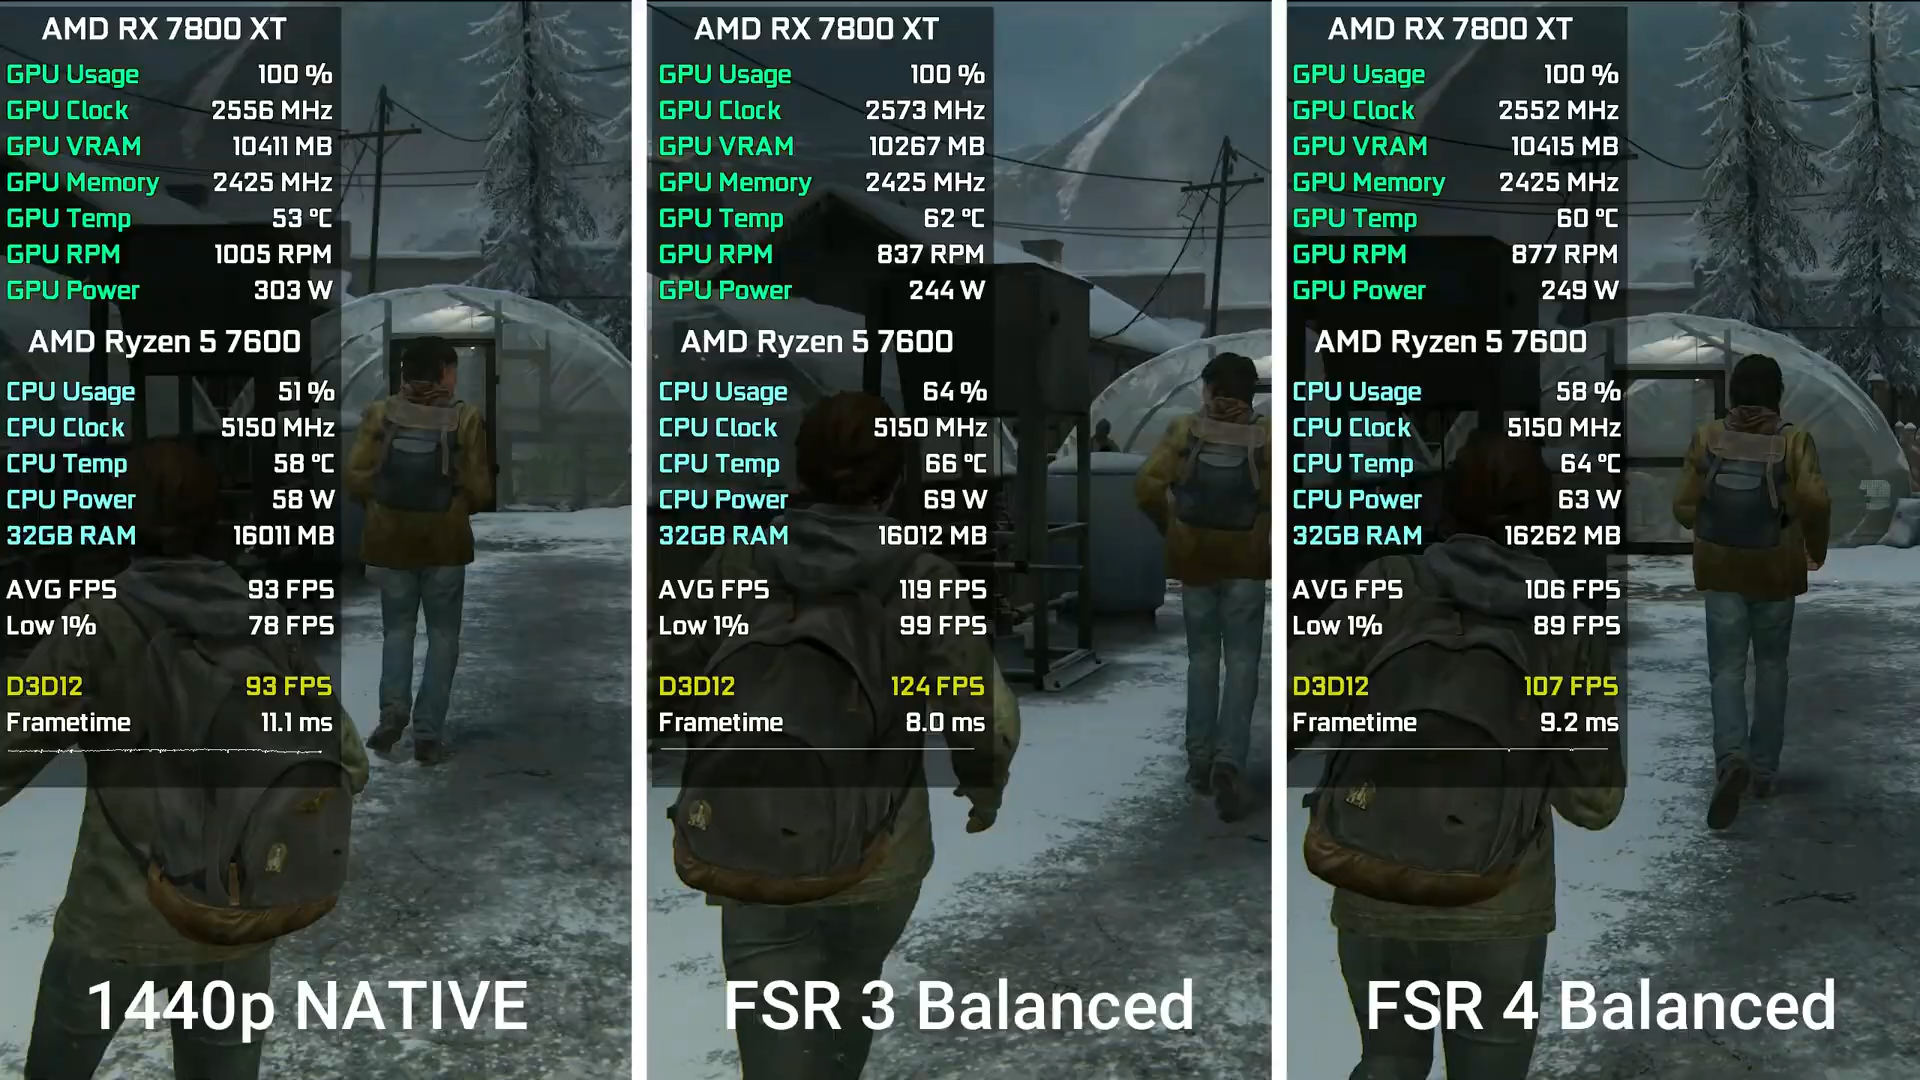 AMD RX 7800 XT
GPU Usage 100 %
GPU Clock 2556 MHz
GPU VRAM 10411 MB
GPU Memory 2425 MHz
GPU Temp 53 °C
GPU RPM 1005 RPM
GPU Power 303 W
AMD Ryzen 5 7600
CPU Usage 51 %
CPU Clock 5150 MHz
CPU Temp 58 °C
CPU Power 58 W
32GB RAM 16011 MB
AVG FPS 93 FPS
Low 1% 78 FPS
D3D12 93 FPS
Frametime 11.1 ms
1440p NATIVE
AMD RX 7800 XT
GPU Usage 100 %
GPU Clock 2573 MHz
GPU VRAM 10267 MB
GPU Memory 2425 MHz
GPU Temp 62 °C
GPU RPM 837 RPM
GPU Power 244 W
AMD Ryzen 5 7600
CPU Usage 64 %
CPU Clock 5150 MHz
CPU Temp 66 °C
CPU Power 69 W
32GB RAM 16012 MB
AVG FPS 119 FPS
Low 1% 99 FPS
D3D12 124 FPS
Frametime 8.0 ms
FSR 3 Balanced
AMD RX 7800 XT
GPU Usage 100 %
GPU Clock 2552 MHz
GPU VRAM 10415 MB
GPU Memory 2425 MHz
GPU Temp 60 °C
GPU RPM 877 RPM
GPU Power 249 W
AMD Ryzen 5 7600
CPU Usage 58 %
CPU Clock 5150 MHz
CPU Temp 64 °C
CPU Power 63 W
32GB RAM 16262 MB
AVG FPS 106 FPS
Low 1% 89 FPS
D3D12 107 FPS
Frametime 9.2 ms
FSR 4 Balanced